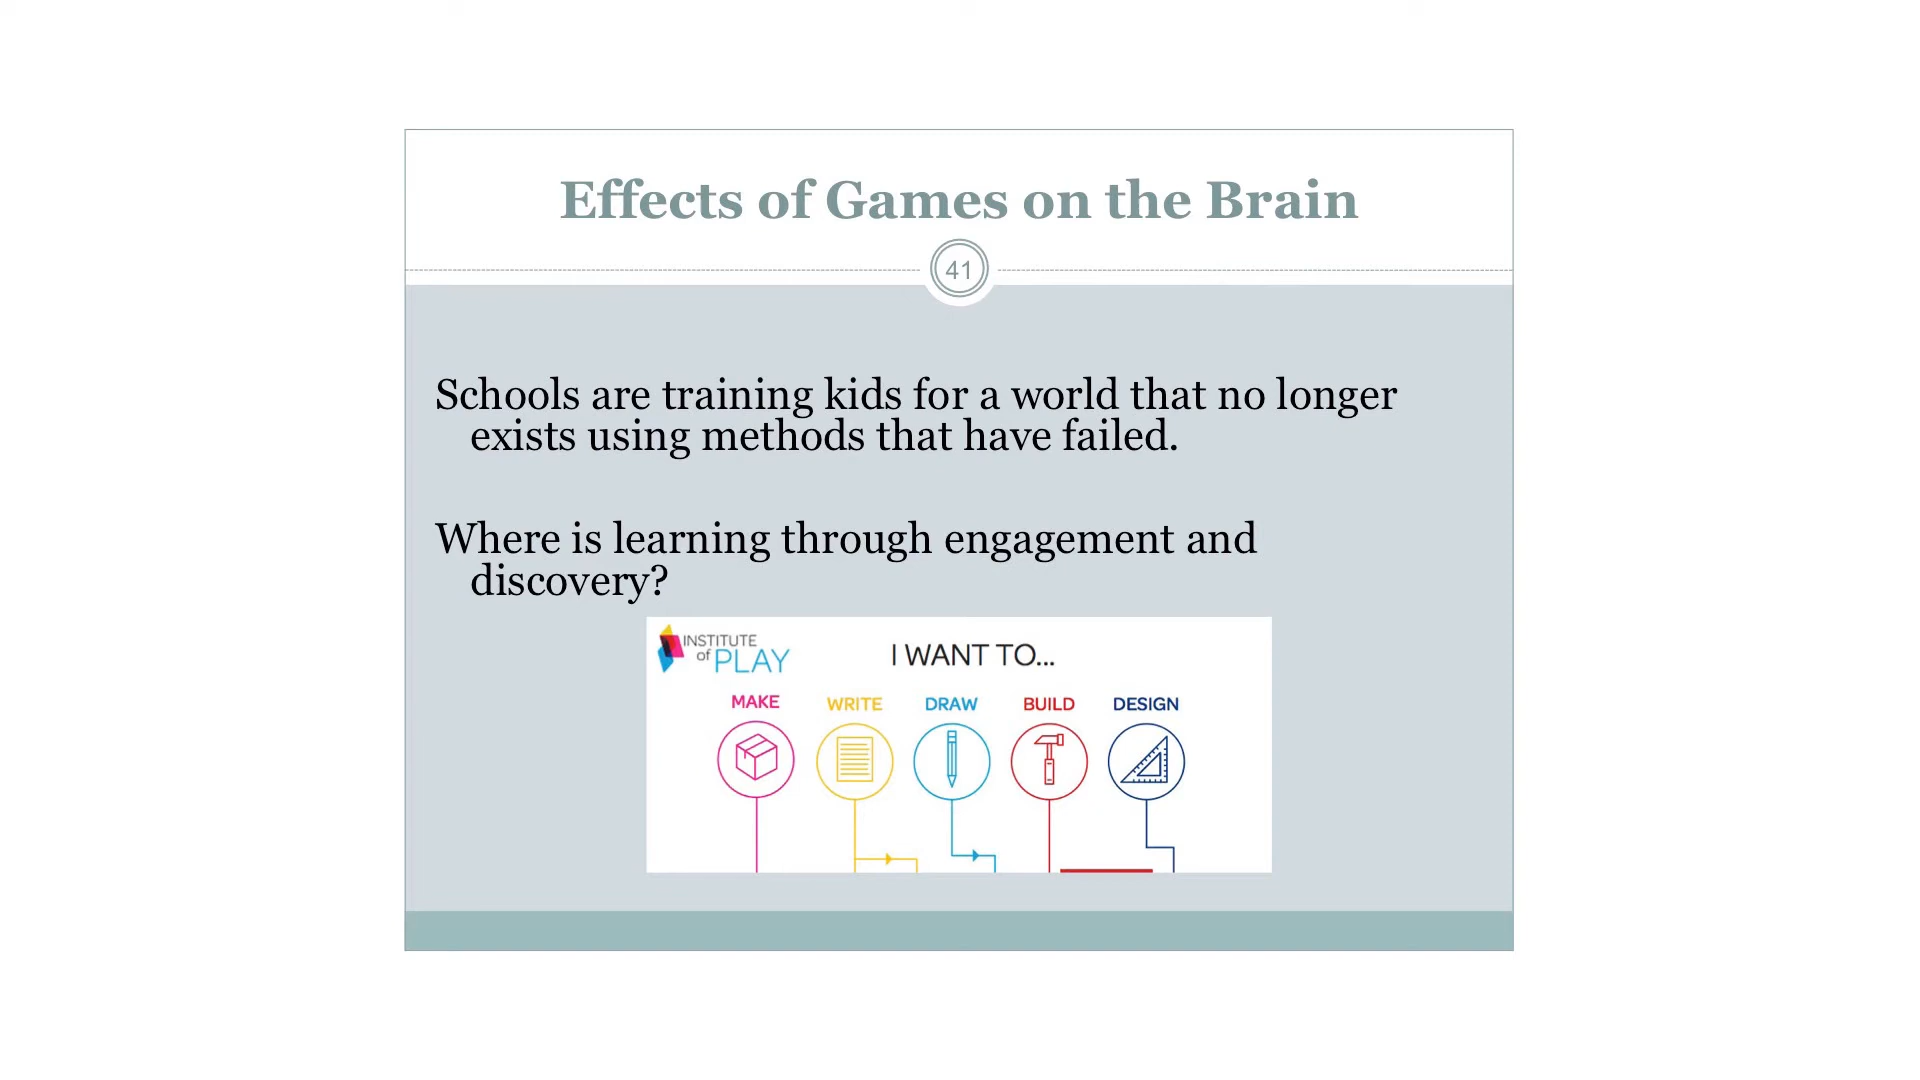 Effects of Games on the Brain
41
Schools are training kids for a world that no longer
exists using methods that have failed.
Where is learning through engagement and
discovery?
INSTITUTE
of PLAY
I WANT TO...
MAKE WRITE DRAW BUILD DESIGN